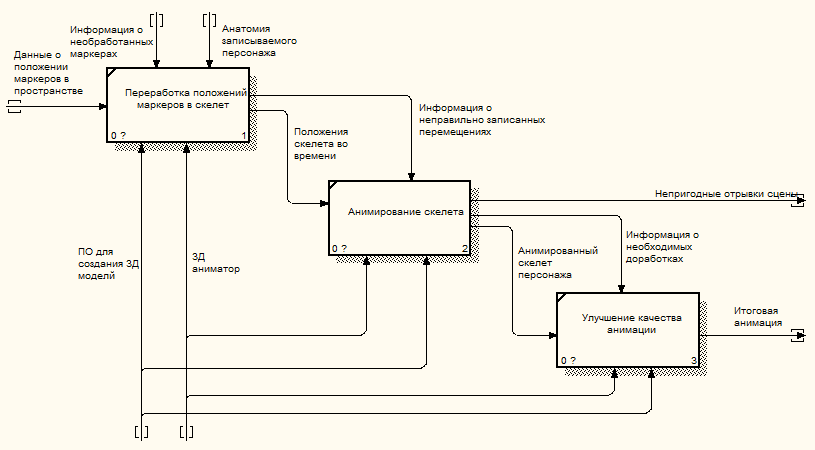 Информация о
необработанных
маркерах
Анатомия
записываемого
персонажа
Данные о
положении
маркеров в
пространстве
Переработка положений
маркеров в скелет
0 ?
1
Информация о
неправильно записанных
перемещениях
Положения
скелета во
времени
Анимирование скелета
0 ?
2
Непригодные отрывки сцены
ПО для
создания 3Д
моделй
3Д
аниматор
Анимированный
скелет
персонажа
Информация о
необходимых
доработках
Улучшение качества
анимации
0 ?
3
Итоговая
анимация